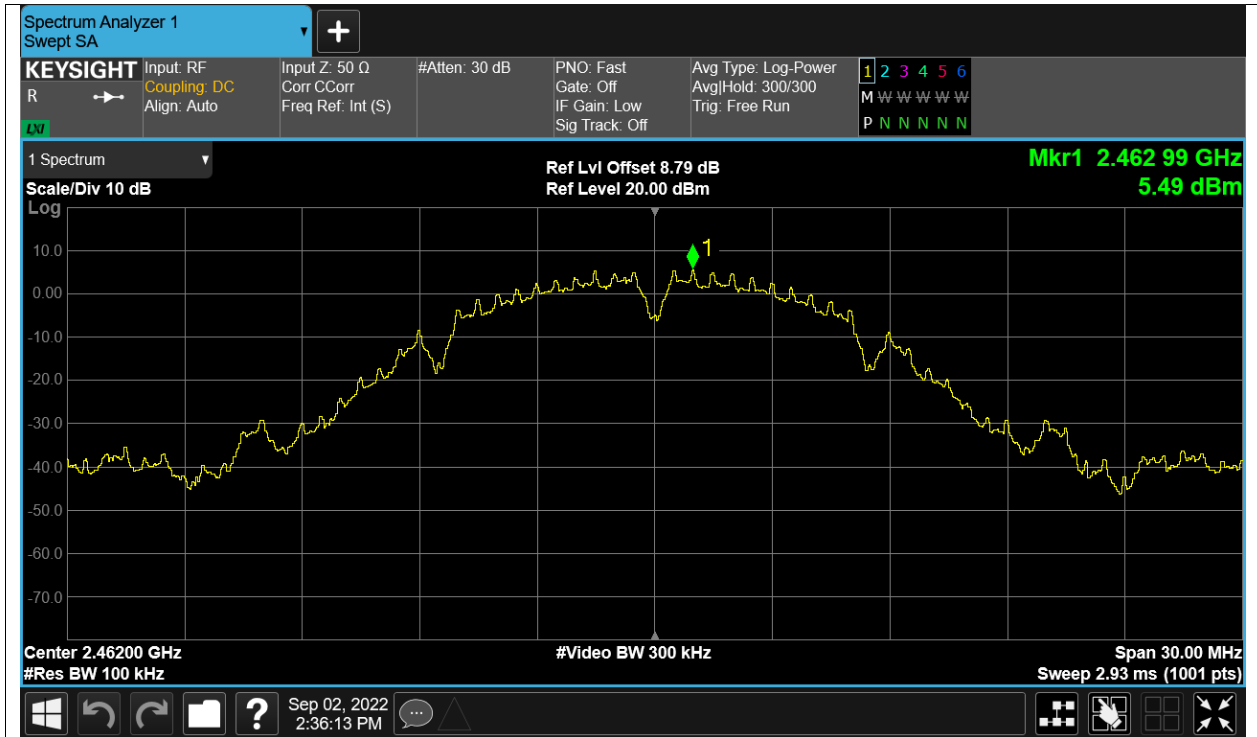 Spectrum Analyzer 1
Swept SA
KEYSIGHT
R
LXI
Input: RF
Coupling: DC
Align: Auto
Input Z: 50 Ω
Corr CCorr
Freq Ref: Int (S)
#Atten: 30 dB
PNO: Fast
Gate: Off
IF Gain: Low
Sig Track: Off
Avg Type: Log-Power
Avg|Hold: 300/300
Trig: Free Run
1 2 3 4 5 6
M W W W W W
P N N N N N N
1 Spectrum
Scale/Div 10 dB
Log
Ref Lvl Offset 8.79 dB
Ref Level 20.00 dBm
Mkr1 2.462 99 GHz
5.49 dBm
1
10.0
0.00
-10.0
-20.0
-30.0
-40.0
-50.0
-60.0
-70.0
Center 2.46200 GHz
#Res BW 100 kHz
#Video BW 300 kHz
Span 30.00 MHz
Sweep 2.93 ms (1001 pts)
?
Sep 02, 2022
2:36:13 PM